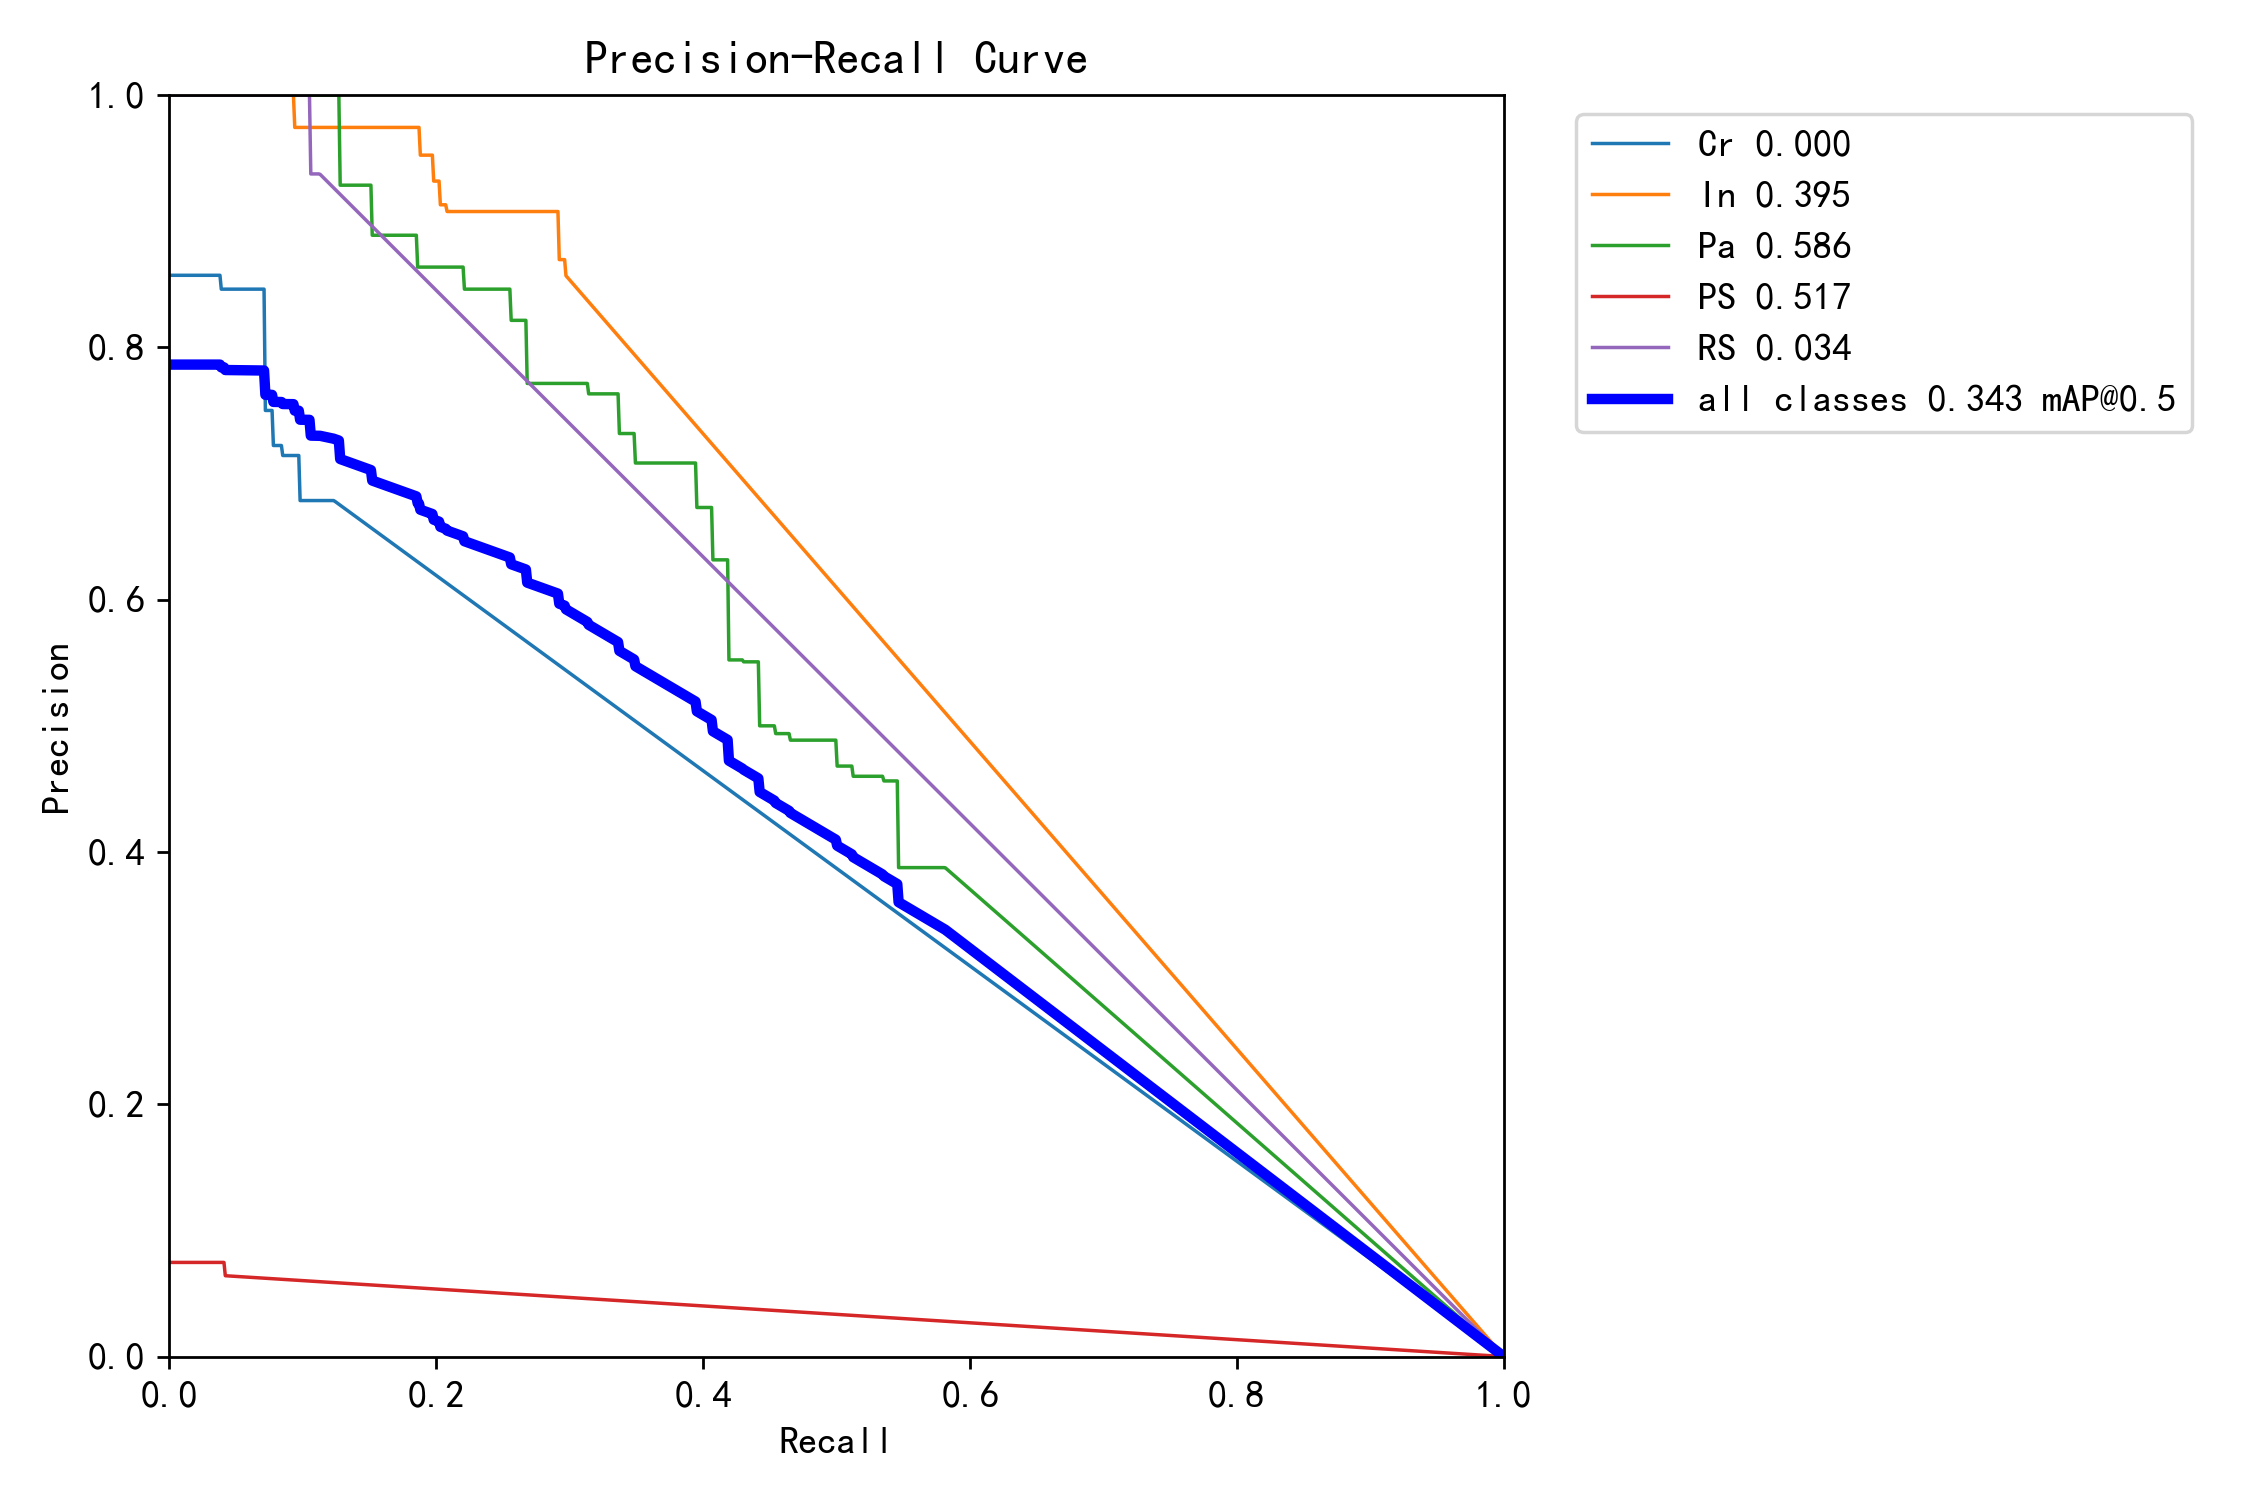 Precision-Recall Curve
1.0
0.8
0.6
0.4
0.2
0.0
Precision
0.0 0.2 0.4 0.6 0.8 1.0
Recall
Cr 0.000
In 0.395
Pa 0.586
PS 0.517
RS 0.034
all classes 0.343 mAP@0.5